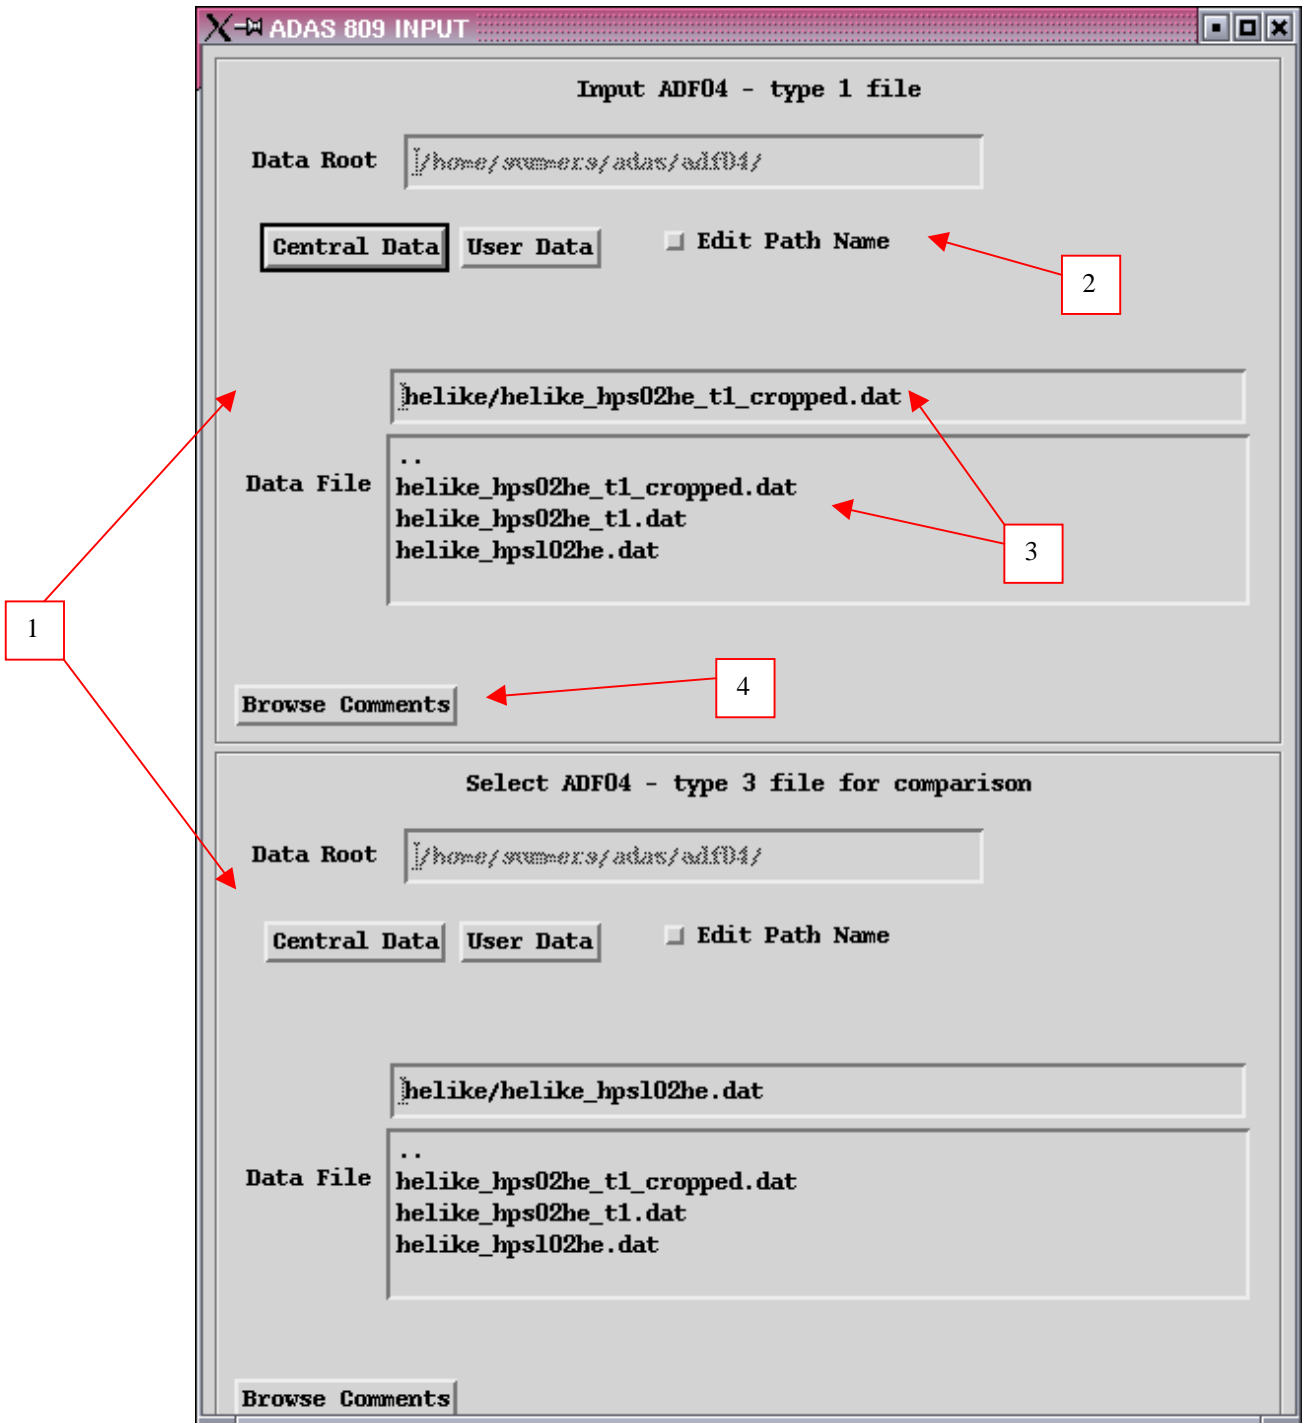 ADAS 809 INPUT
Input ADF04 - type 1 file
Data Root /home/summers/adas/adf04/
Central Data User Data Edit Path Name
2
helike/helike_hps02he_t1_cropped.dat
..
Data File helike_hps02he_t1_cropped.dat
helike_hps02he_t1.dat
helike_hpsl02he.dat
3
1
4
Browse Comments
Select ADF04 - type 3 file for comparison
Data Root /home/summers/adas/adf04/
Central Data User Data Edit Path Name
helike/helike_hpsl02he.dat
..
Data File helike_hps02he_t1_cropped.dat
helike_hps02he_t1.dat
helike_hpsl02he.dat
Browse Comments